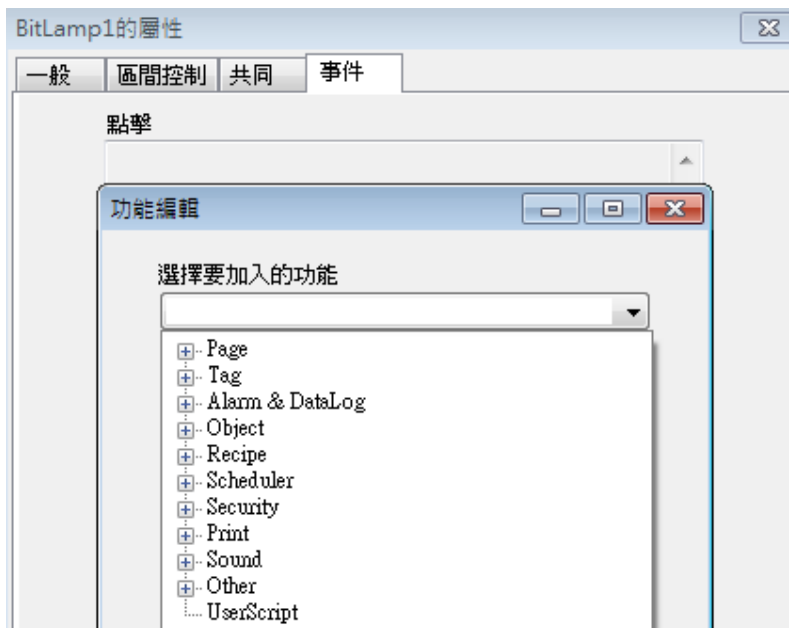 BitLamp1的屬性
一般 區間控制 共同 事件
點擊
功能編輯
選擇要加入的功能
Page
Tag
Alarm & DataLog
Object
Recipe
Scheduler
Security
Print
Sound
Other
UserScript